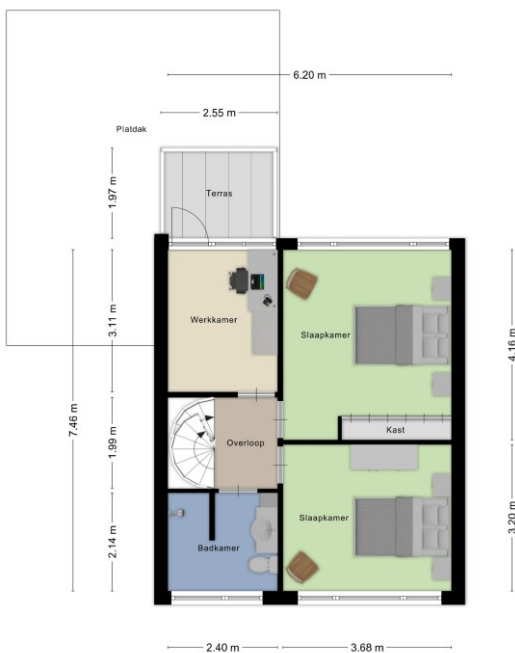 6.20 m
2.55 m
Platdak
1.97 m
Terras
3.11 m
Werkkamer
Slaapkamer
4.16 m
7.46 m
Kast
1.99 m
Overloop
Slaapkamer
3.20 m
2.14 m
Badkamer
2.40 m
3.68 m